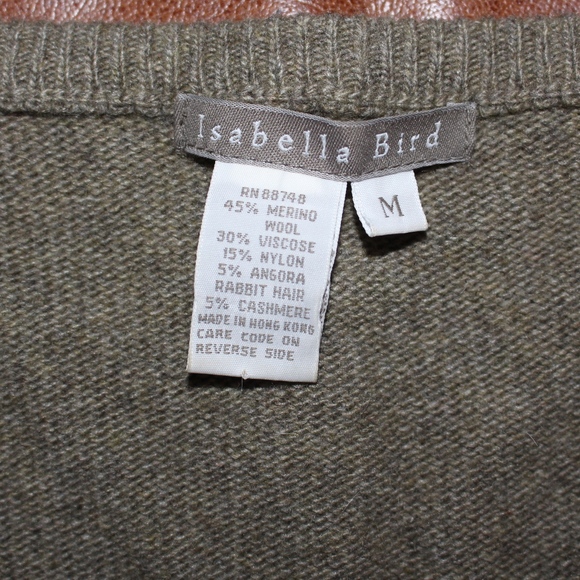 Isabella Bird
M
RN 88748
45% MERINO
WOOL
30% VISCOSE
15% NYLON
5% ANGORA
RABBIT HAIR
5% CASHMERE
MADE IN HONG KONG
CARE CODE ON
REVERSE SIDE